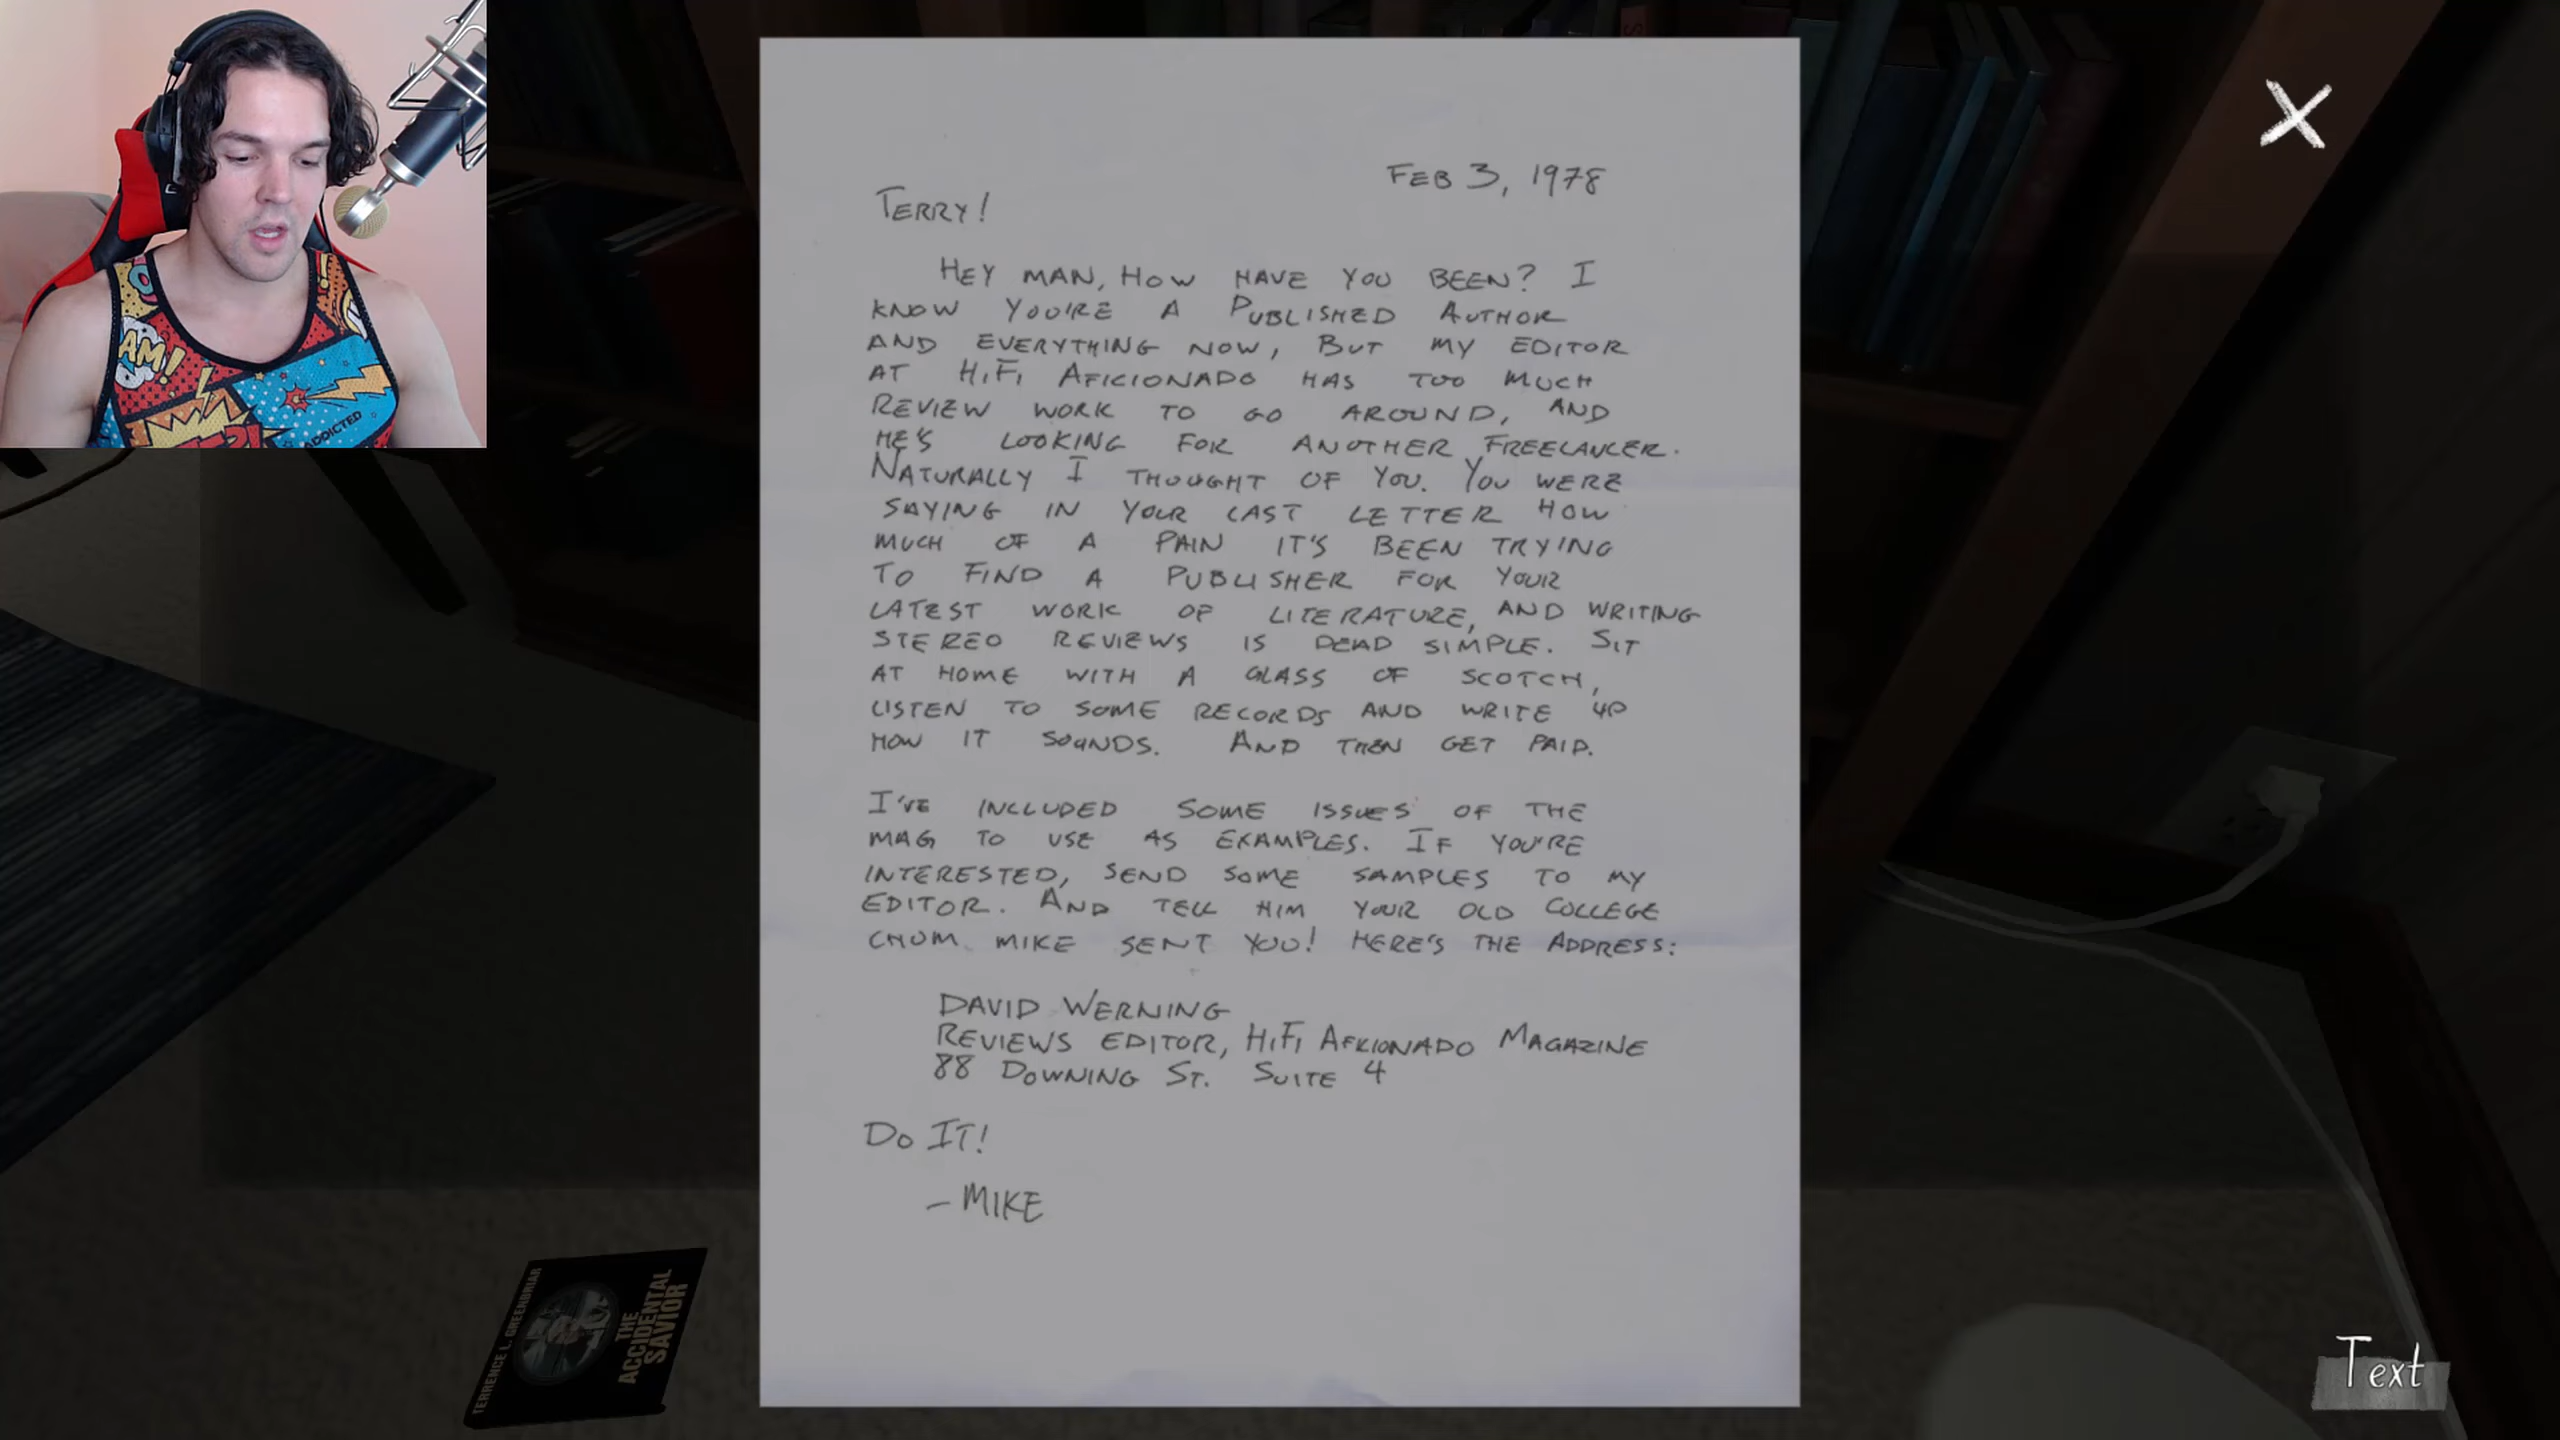 FEB 3, 1978
TERRY!
HEY MAN, HOW HAVE YOU BEEN? I
KNOW YOU'RE A PUBLISHED AUTHOR
AND EVERYTHING NOW, BUT MY EDITOR
AT HIFI AFICIONADO HAS TOO MUCH
REVIEW WORK TO GO AROUND, AND
HE'S LOOKING FOR ANOTHER FREELANCER.
NATURALLY I THOUGHT OF YOU. YOU WERE
SAYING IN YOUR LAST LETTER HOW
MUCH OF A PAIN IT'S BEEN TRYING
TO FIND A PUBLISHER FOR YOUR
LATEST WORK OF LITERATURE, AND WRITING
STEREO REVIEWS IS DEAD SIMPLE. SIT
AT HOME WITH A GLASS OF SCOTCH,
LISTEN TO SOME RECORDS AND WRITE UP
HOW IT SOUNDS. AND THEN GET PAID.
I'VE INCLUDED SOME ISSUES OF THE
MAG TO USE AS EXAMPLES. IF YOU'RE
INTERESTED, SEND SOME SAMPLES TO MY
EDITOR. AND TELL HIM YOUR OLD COLLEGE
CHUM MIKE SENT YOU! HERE'S THE ADDRESS:
DAVID WERNING
REVIEWS EDITOR, HIFI AFICIONADO MAGAZINE
88 DOWNING ST. SUITE 4
DO IT!
- MIKE
TERRENCE L. GREENBRIAR
THE
ACCIDENTAL
SAVIOR
Text
AM!
ADDICTED